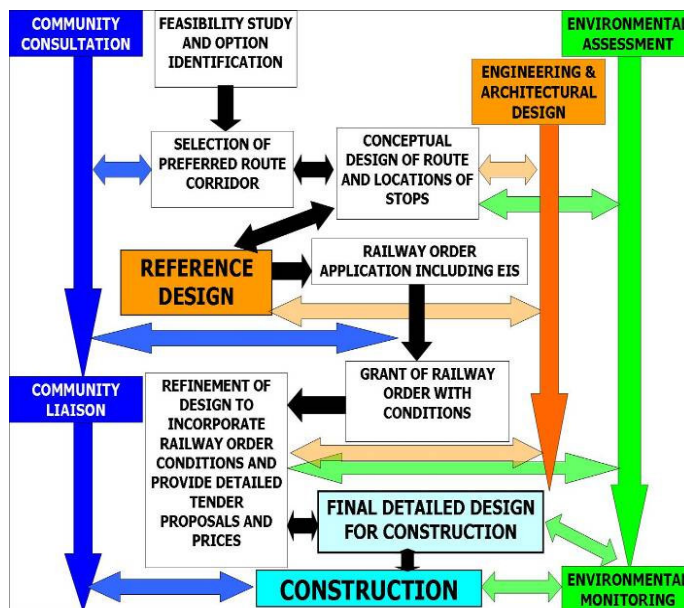 COMMUNITY
CONSULTATION
FEASIBILITY STUDY
AND OPTION
IDENTIFICATION
ENVIRONMENTAL
ASSESSMENT
ENGINEERING &
ARCHITECTURAL
DESIGN
SELECTION OF
PREFERRED ROUTE
CORRIDOR
CONCEPTUAL
DESIGN OF ROUTE
AND LOCATIONS OF
STOPS
REFERENCE
DESIGN
RAILWAY ORDER
APPLICATION INCLUDING EIS
COMMUNITY
LIAISON
REFINEMENT OF
DESIGN TO
INCORPORATE
RAILWAY ORDER
CONDITIONS AND
PROVIDE DETAILED
TENDER
PROPOSALS AND
PRICES
GRANT OF RAILWAY
ORDER WITH
CONDITIONS
FINAL DETAILED DESIGN
FOR CONSTRUCTION
CONSTRUCTION
ENVIRONMENTAL
MONITORING